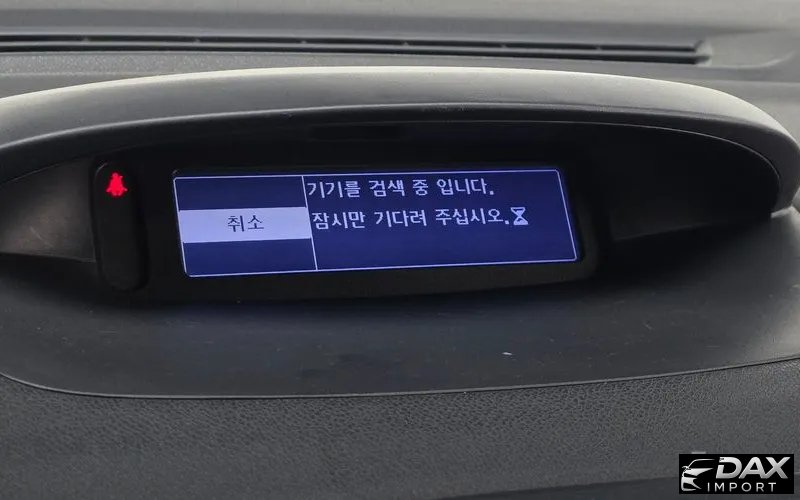 기기를 검색 중 입니다.
취소
잠시만 기다려 주십시오.
DAX
IMPORT